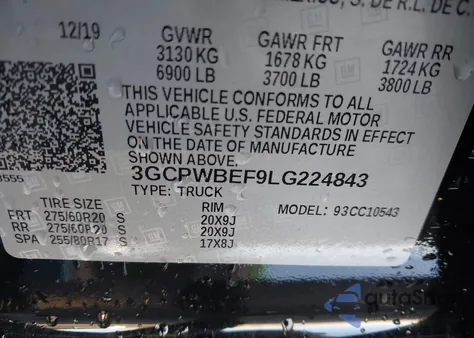 S. DE R.L. DE C.
12/19 GVWR GAWR FRT GAWR RR
3130 KG 1678 KG 1724 KG
6900 LB 3700 LB 3800 LB
THIS VEHICLE CONFORMS TO ALL
APPLICABLE U.S. FEDERAL MOTOR
VEHICLE SAFETY STANDARDS IN EFFECT
ON THE DATE OF MANUFACTURE
SHOWN ABOVE.
3GCPWBEF9LG224843
TYPE: TRUCK
TIRE SIZE RIM MODEL: 93CC10543
FRT 275/60R20 S 20X9J
RR 275/60R20 S 20X9J
SPA 255/80R17 S 17X8J